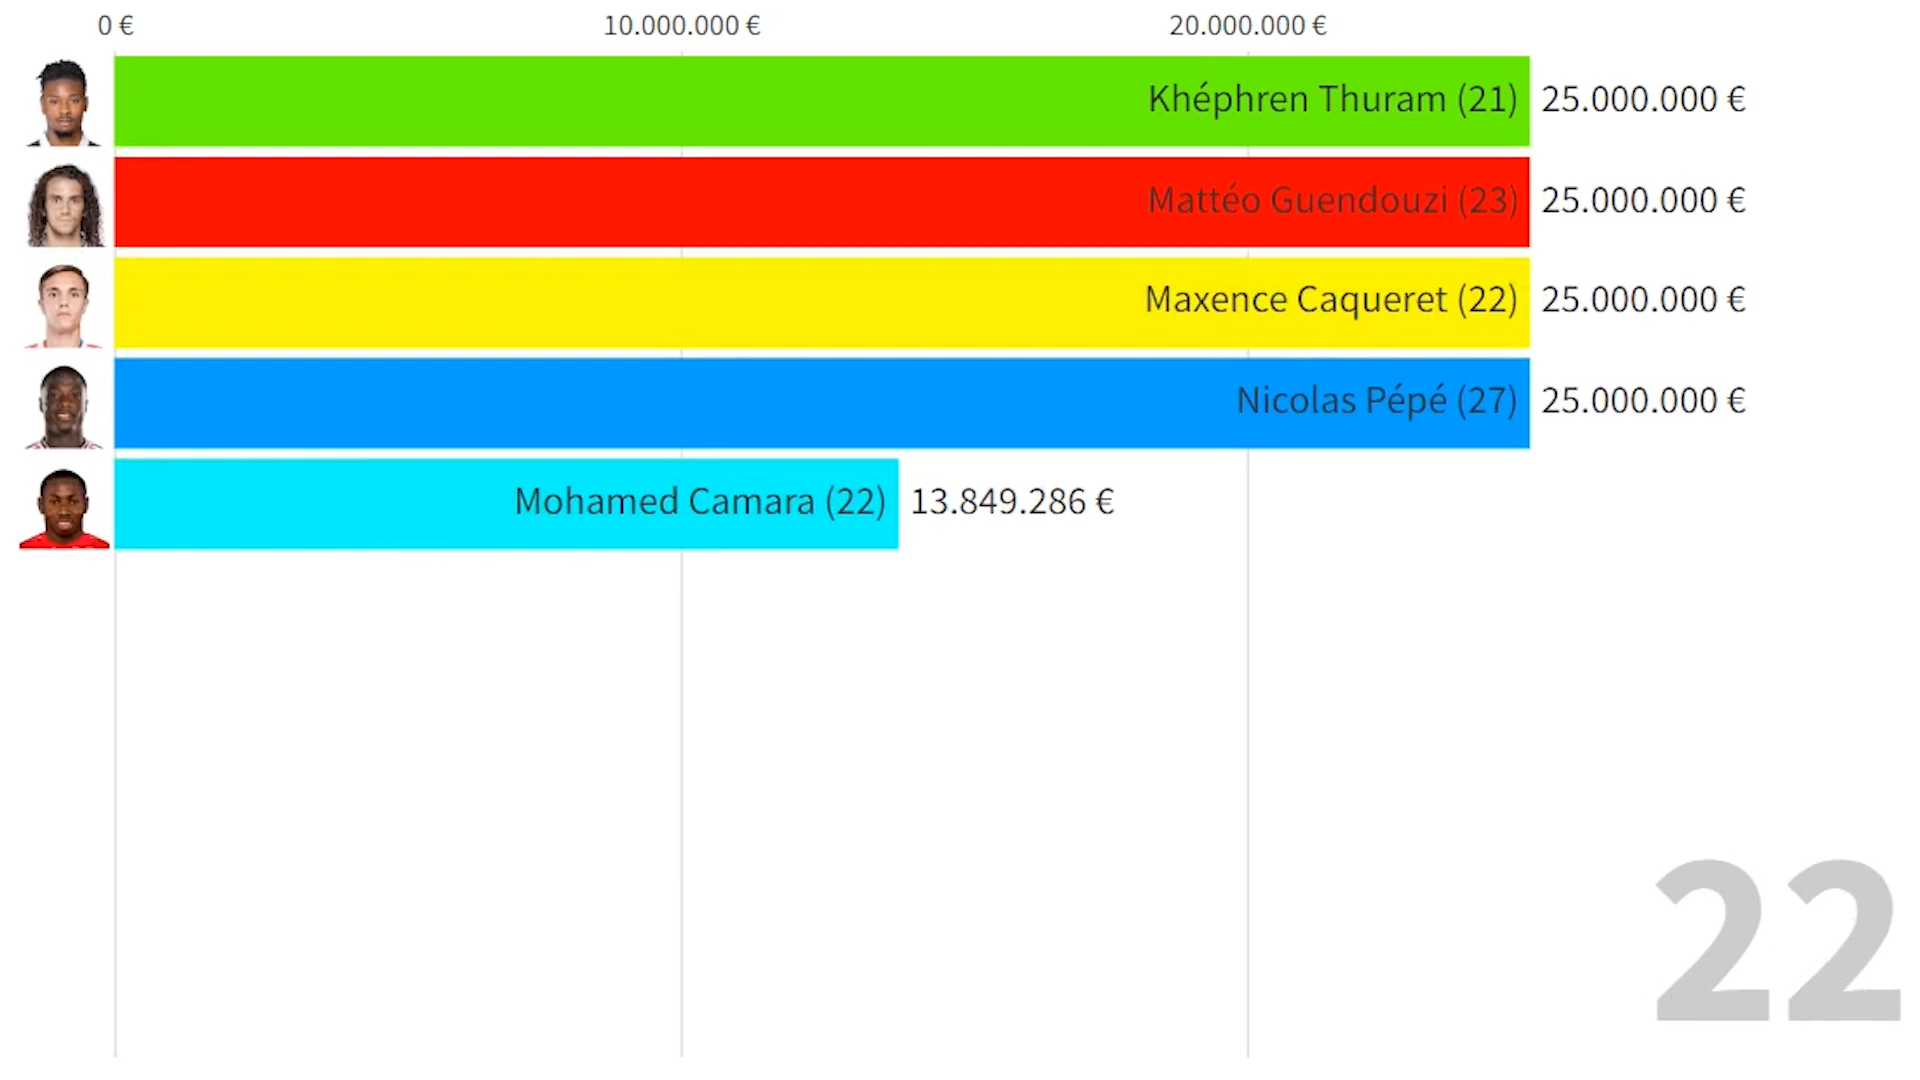 0 € 10.000.000 € 20.000.000 €
Khéphren Thuram (21) 25.000.000 €
Mattéo Guendouzi (23) 25.000.000 €
Maxence Caqueret (22) 25.000.000 €
Nicolas Pépé (27) 25.000.000 €
Mohamed Camara (22) 13.849.286 €
22